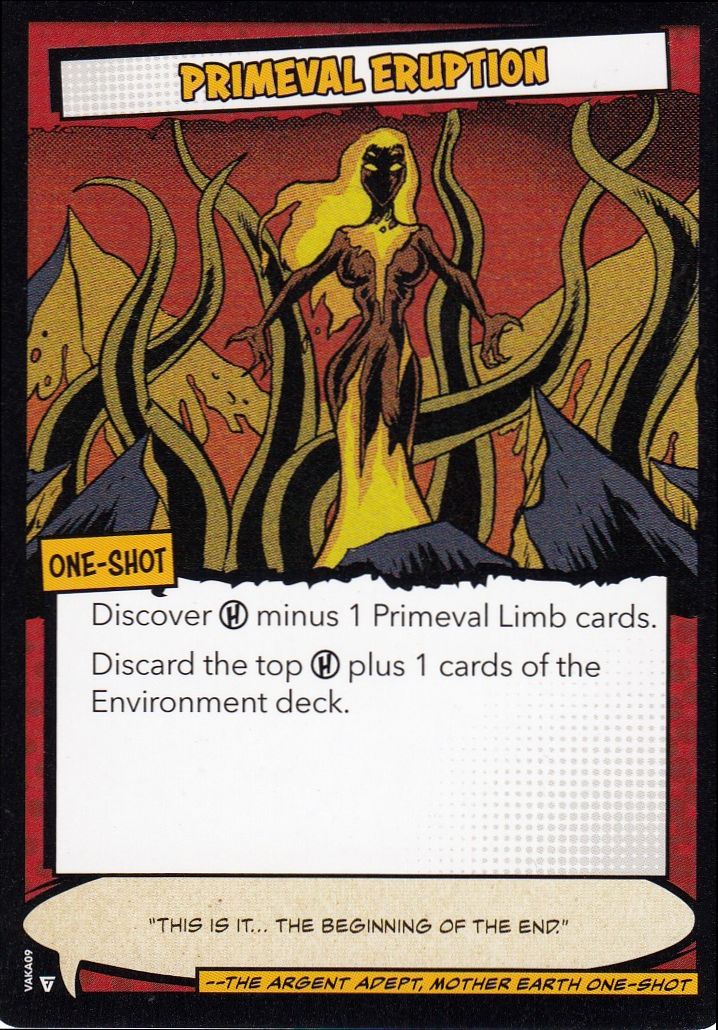 PRIMEVAL ERUPTION
ONE-SHOT
Discover Ⓗ minus 1 Primeval Limb cards.
Discard the top Ⓗ plus 1 cards of the
Environment deck.
"THIS IS IT... THE BEGINNING OF THE END."
--THE ARGENT ADEPT, MOTHER EARTH ONE-SHOT
VAKA09